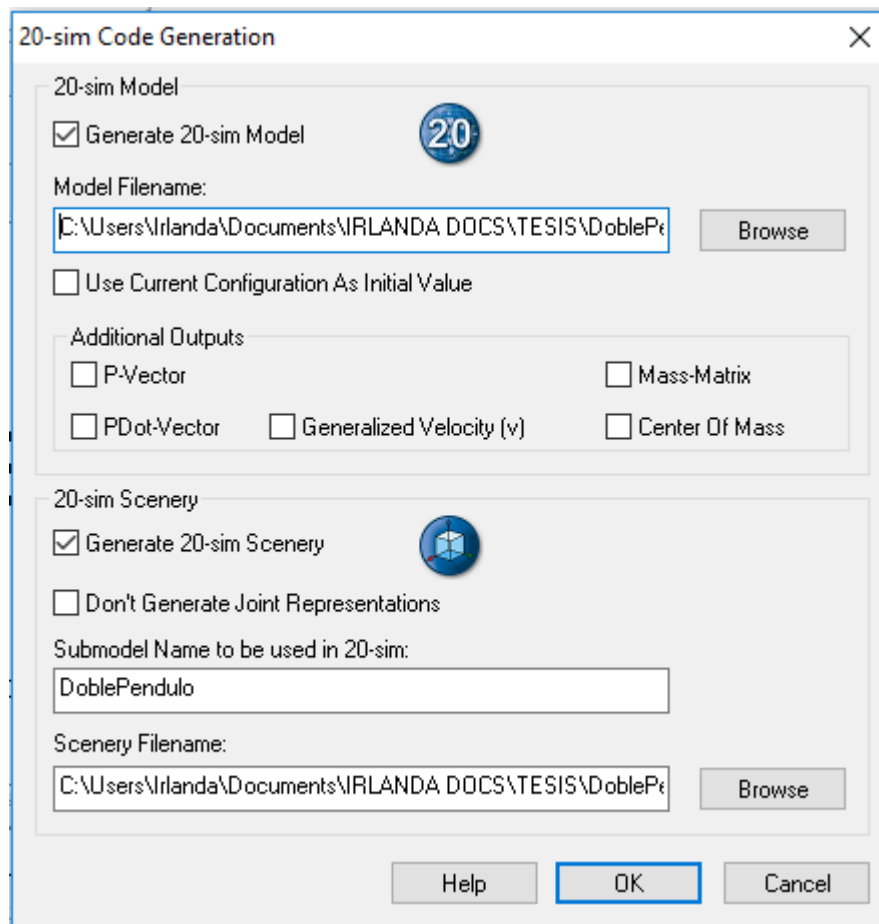 20-sim Code Generation
20-sim Model
Generate 20-sim Model
20
Model Filename:
C:\Users\Irlanda\Documents\IRLANDA DOCS\TESIS\DoblePe
Browse
Use Current Configuration As Initial Value
Additional Outputs
P-Vector
Mass-Matrix
PDot-Vector
Generalized Velocity (v)
Center Of Mass
20-sim Scenery
Generate 20-sim Scenery
Don't Generate Joint Representations
Submodel Name to be used in 20-sim:
DoblePendulo
Scenery Filename:
C:\Users\Irlanda\Documents\IRLANDA DOCS\TESIS\DoblePe
Browse
Help
OK
Cancel